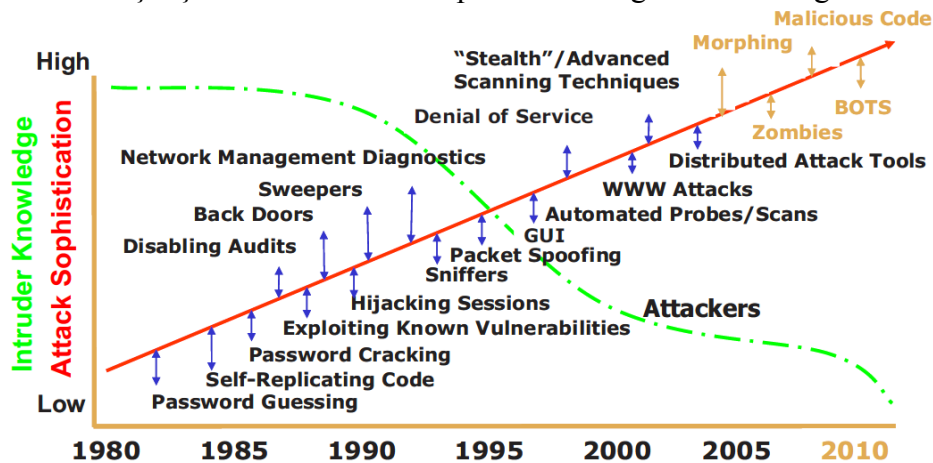 Malicious Code
Morphing
High
“Stealth”/Advanced
Scanning Techniques
BOTS
Denial of Service
Zombies
Network Management Diagnostics
Distributed Attack Tools
Sweepers
WWW Attacks
Back Doors
Automated Probes/Scans
GUI
Disabling Audits
Packet Spoofing
Sniffers
Hijacking Sessions
Attackers
Exploiting Known Vulnerabilities
Password Cracking
Self-Replicating Code
Low
Password Guessing
Intruder Knowledge
Attack Sophistication
1980 1985 1990 1995 2000 2005 2010